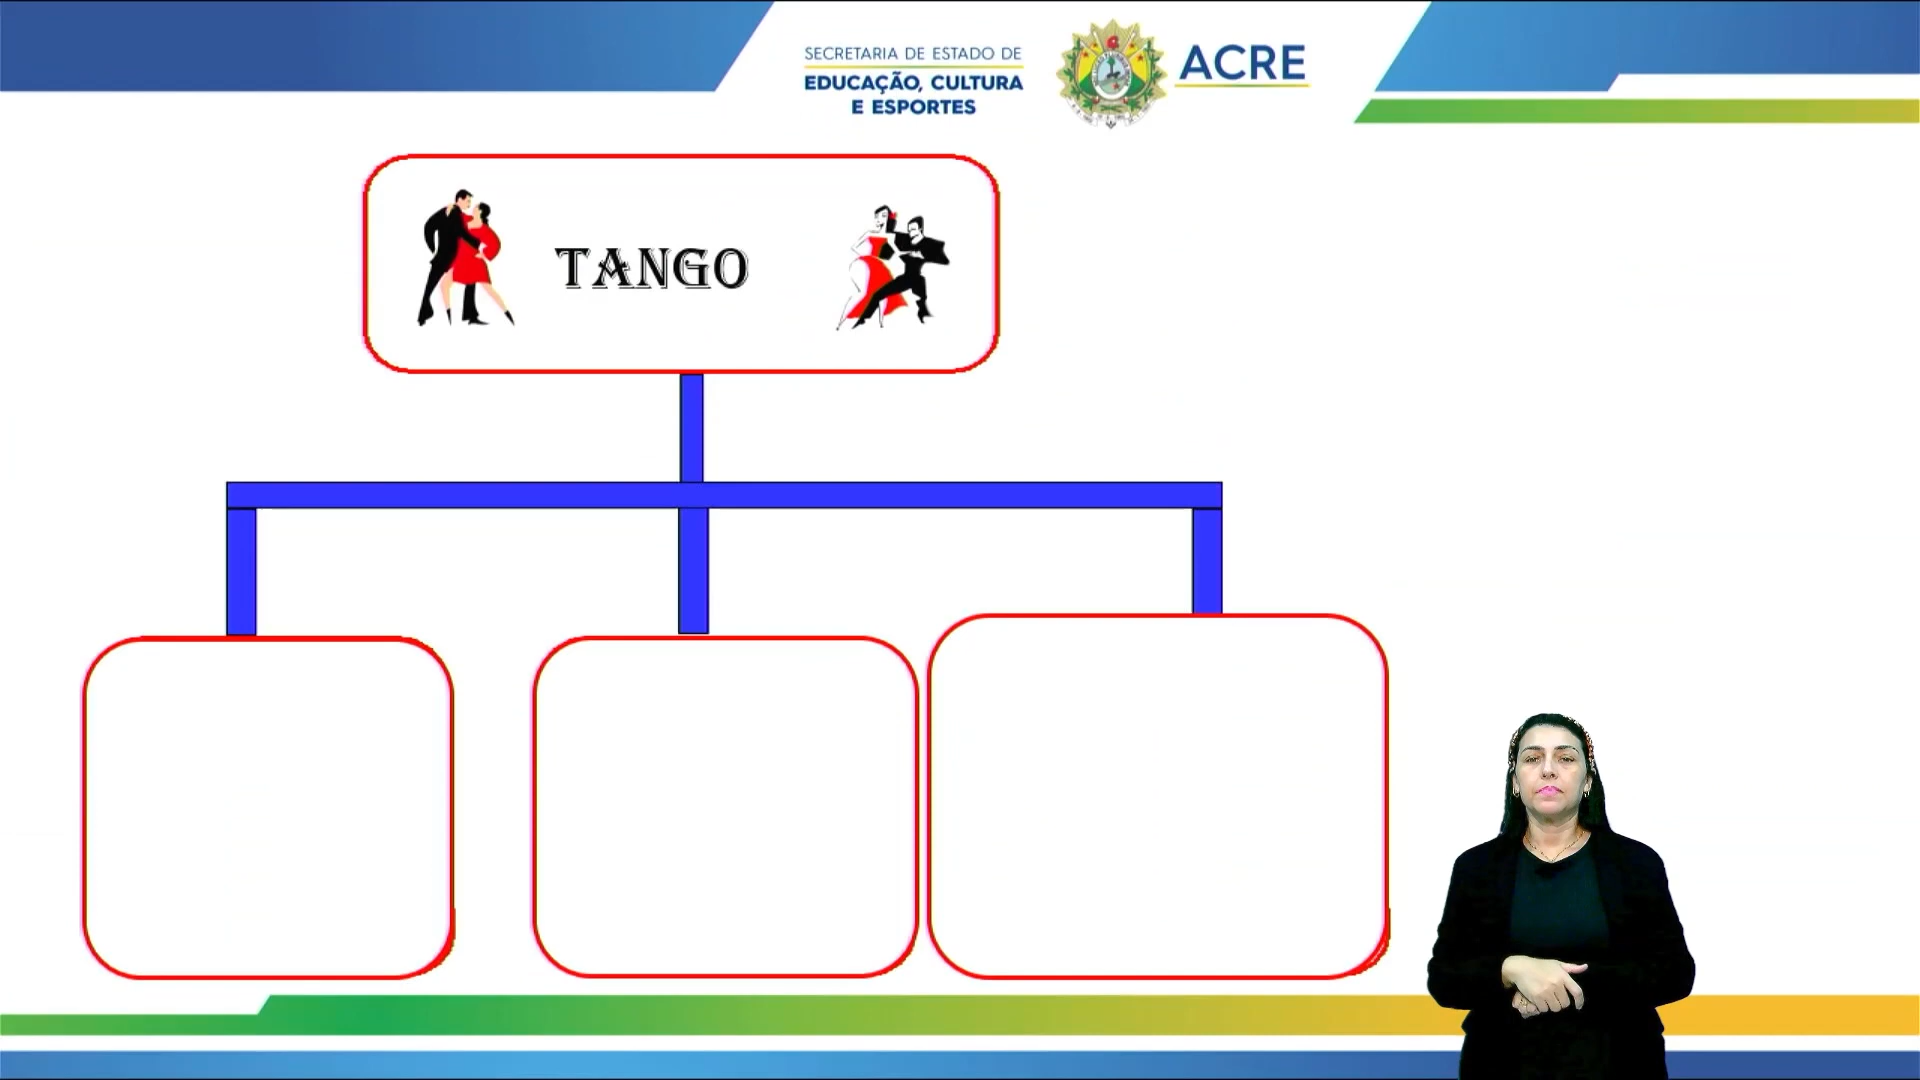 SECRETARIA DE ESTADO DE
EDUCAÇÃO, CULTURA
E ESPORTES
ACRE
TANGO